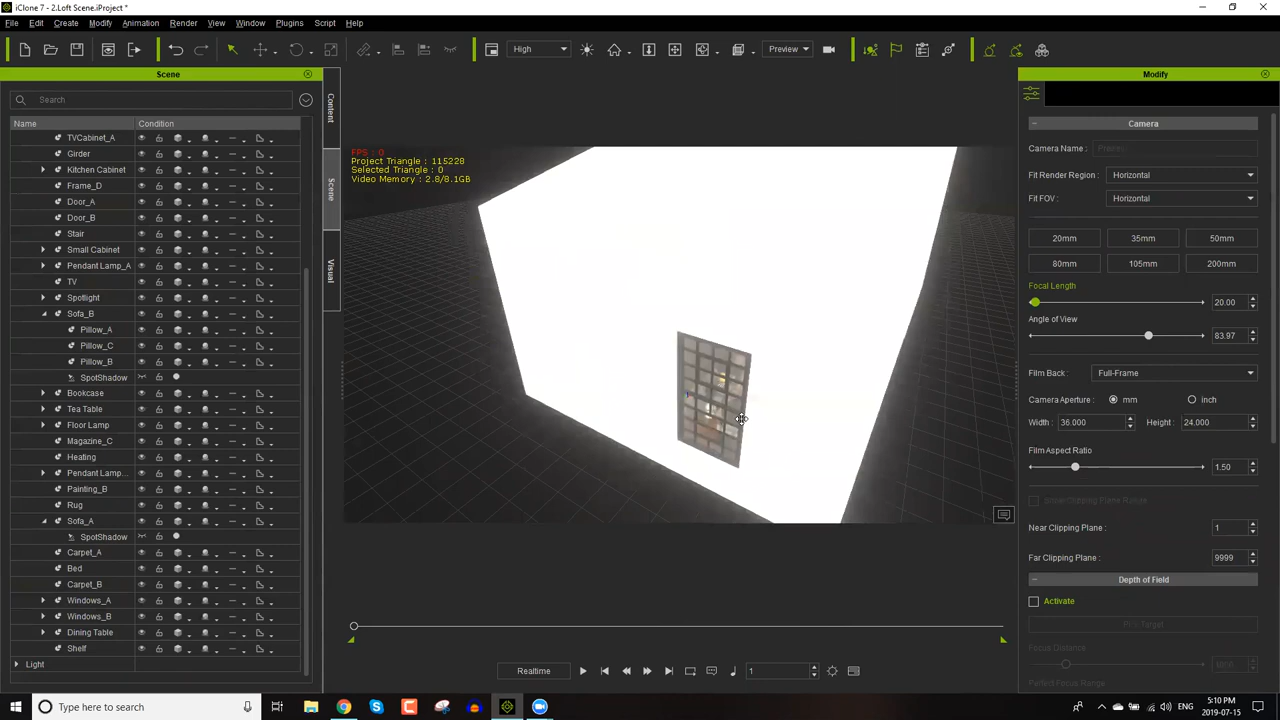 iClone 7 - 2.Loft Scene.iProject *
File Edit Create Modify Animation Render View Window Plugins Script Help
High Preview
Scene
Search
Name Condition
TVCabinet_A
Girder
Kitchen Cabinet
Frame_D
Door_A
Door_B
Stair
Small Cabinet
Pendant Lamp_A
TV
Spotlight
Sofa_B
Pillow_A
Pillow_C
Pillow_B
SpotShadow
Bookcase
Tea Table
Floor Lamp
Magazine_C
Heating
Pendant Lamp...
Painting_B
Rug
Sofa_A
SpotShadow
Carpet_A
Bed
Carpet_B
Windows_A
Windows_B
Dining Table
Shelf
Light
Content
Scene
Visual
FPS : 0
Project Triangle : 115228
Selected Triangle : 0
Video Memory : 2.8/8.1GB
Realtime 1
Modify
Camera
Camera Name :
Fit Render Region : Horizontal
Fit FOV : Horizontal
20mm 35mm 50mm
80mm 105mm 200mm
Focal Length
20.00
Angle of View
83.97
Film Back : Full-Frame
Camera Aperture : mm inch
Width : 36.000 Height : 24.000
Film Aspect Ratio
1.50
Near Clipping Plane : 1
Far Clipping Plane : 9999
Depth of Field
Activate
Pick Target
Focus Distance
Perfect Focus Range
Type here to search
5:10 PM
2019-07-15